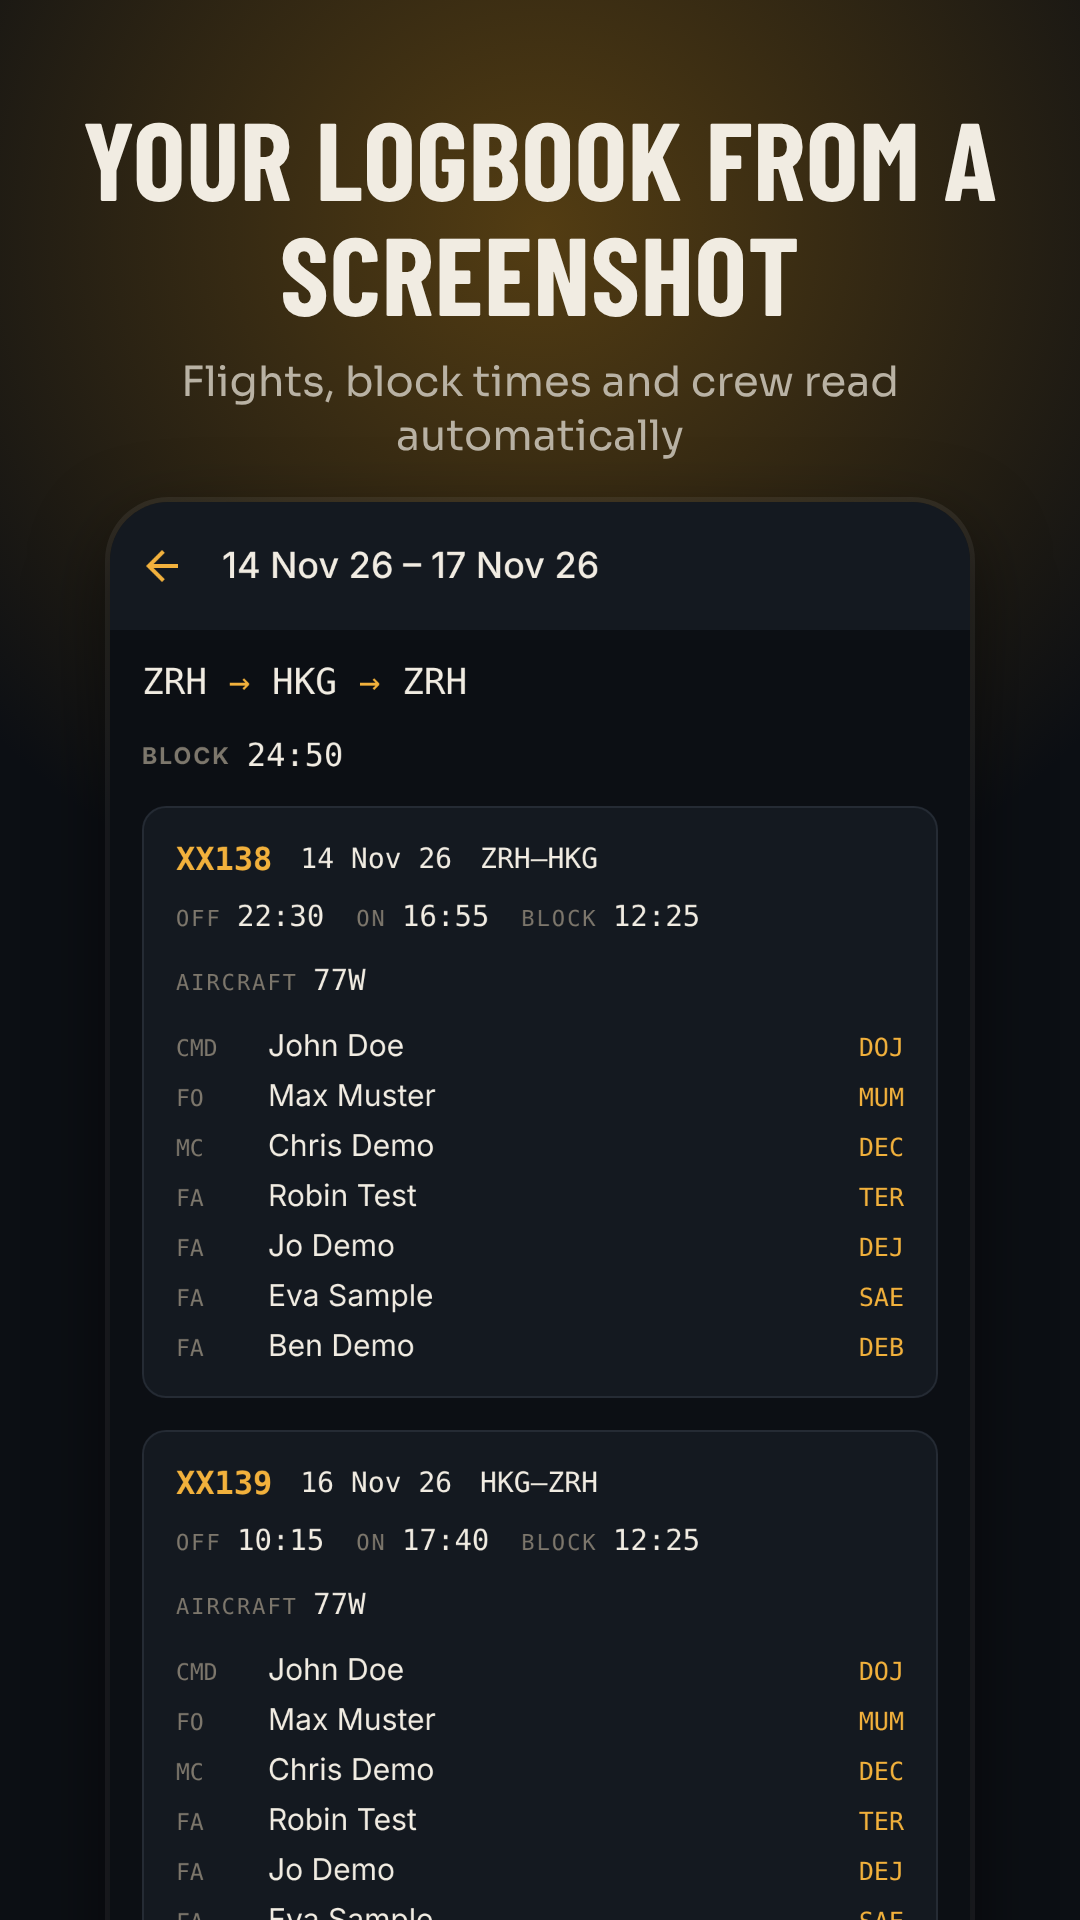 YOUR LOGBOOK FROM A
SCREENSHOT
Flights, block times and crew read
automatically
← 14 Nov 26 – 17 Nov 26
ZRH → HKG → ZRH
BLOCK 24:50
XX138 14 Nov 26 ZRH–HKG
OFF 22:30 ON 16:55 BLOCK 12:25
AIRCRAFT 77W
CMD John Doe DOJ
FO Max Muster MUM
MC Chris Demo DEC
FA Robin Test TER
FA Jo Demo DEJ
FA Eva Sample SAE
FA Ben Demo DEB
XX139 16 Nov 26 HKG–ZRH
OFF 10:15 ON 17:40 BLOCK 12:25
AIRCRAFT 77W
CMD John Doe DOJ
FO Max Muster MUM
MC Chris Demo DEC
FA Robin Test TER
FA Jo Demo DEJ
FA Eva Sample SAE